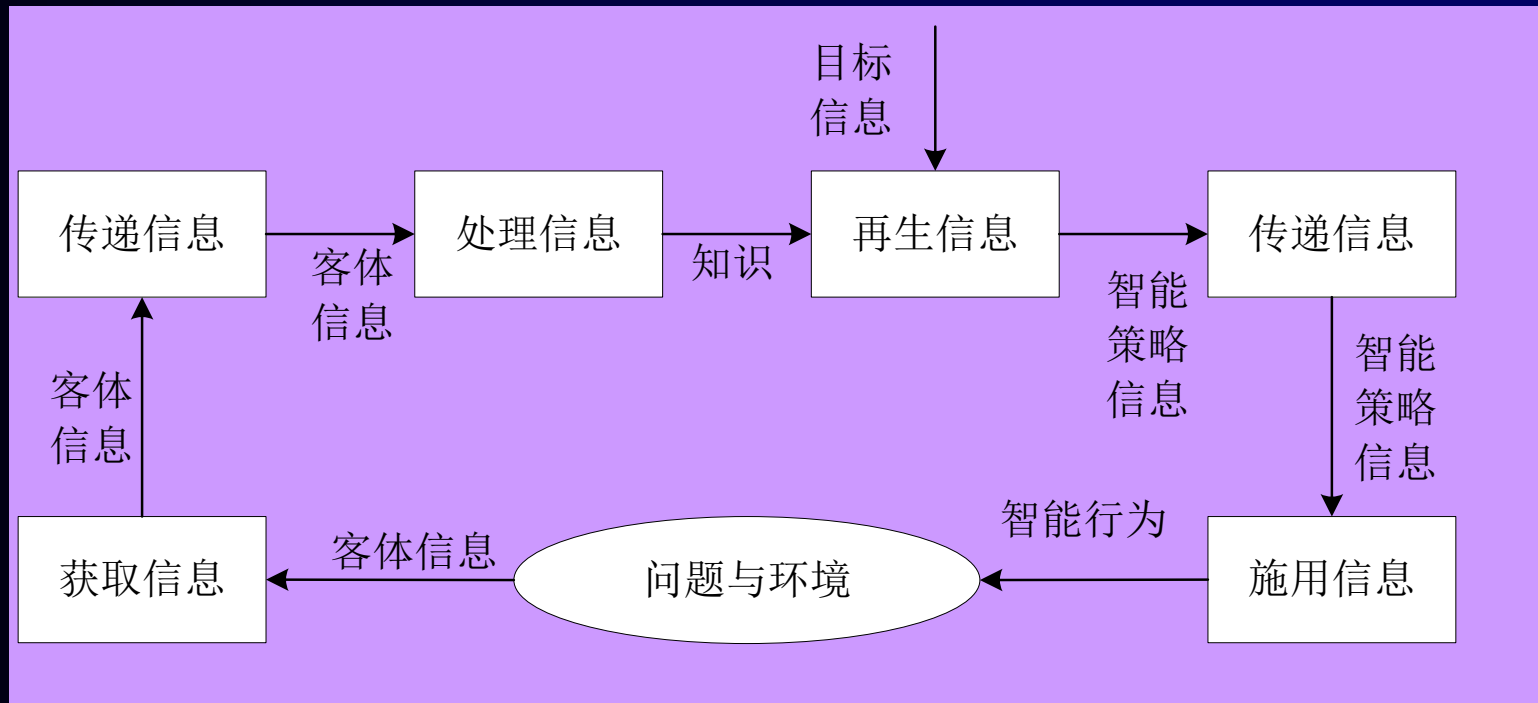 目标
信息
传递信息
处理信息
再生信息
传递信息
客体
信息
知识
智能
策略
信息
客体
信息
智能
策略
信息
获取信息
客体信息
问题与环境
智能行为
施用信息